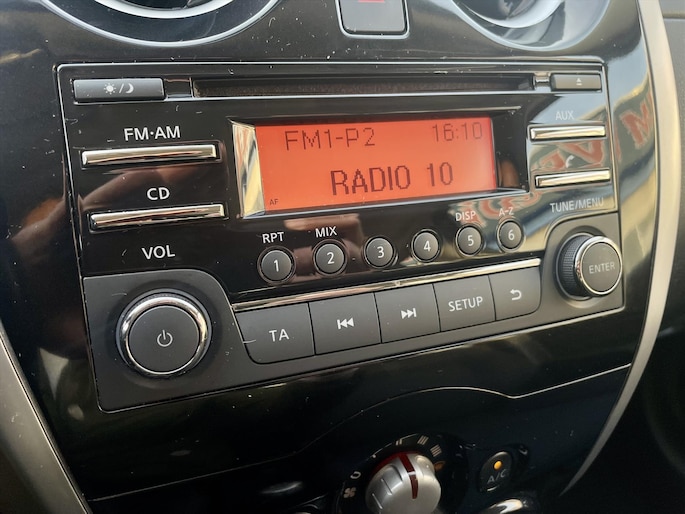 FM·AM
AUX
FM1-P2 16:10
RADIO 10
AF
CD
VOL
RPT MIX DISP A-Z
1 2 3 4 5 6
TUNE/MENU
ENTER
TA SETUP
A/C